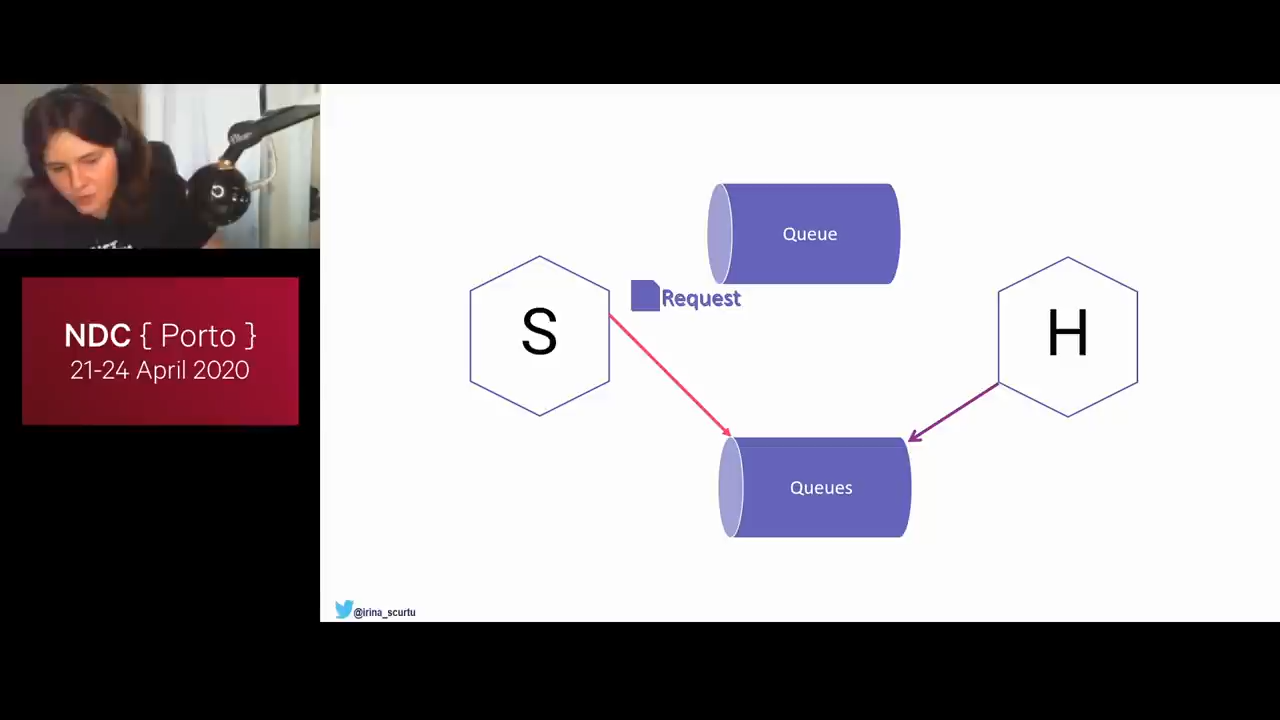 NDC { Porto }
21-24 April 2020
Queue
Request
S
H
Queues
@irina_scurtu